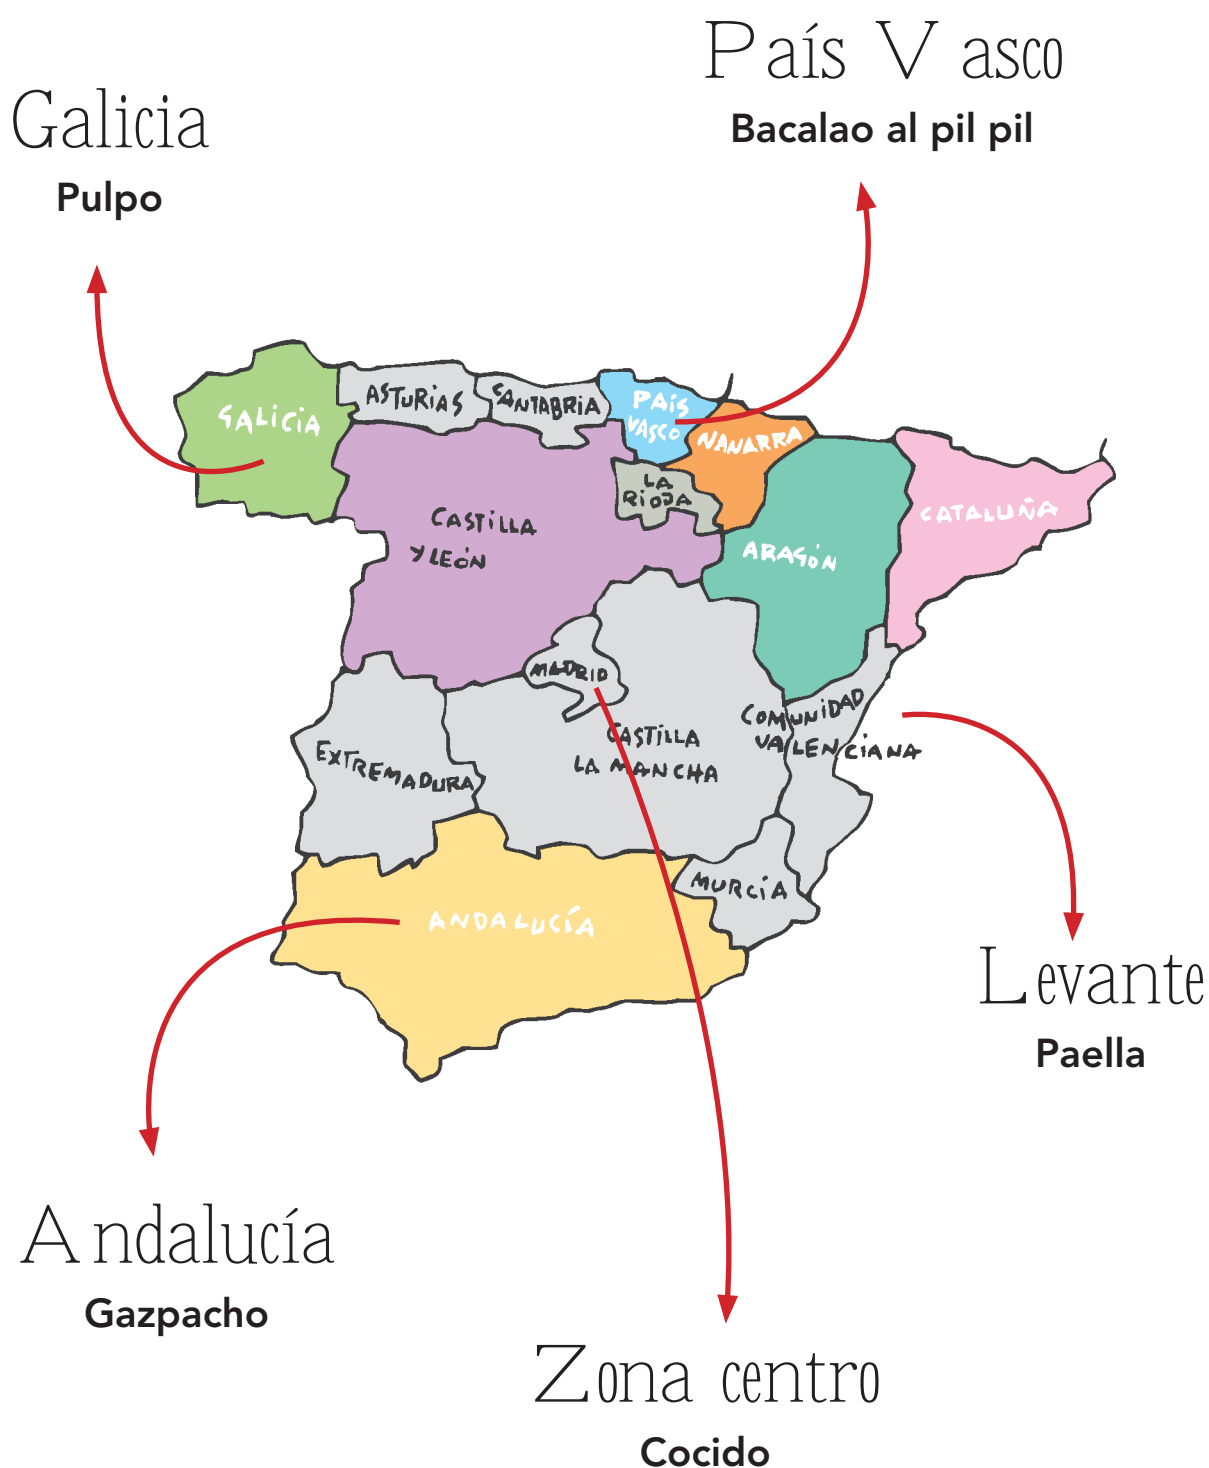 País Vasco
Bacalao al pil pil
Galicia
Pulpo
GALICIA
ASTURIAS
CANTABRIA
PAÍS
VASCO
NANARRA
LA
RIOJA
CASTILLA
Y LEÓN
ARAGÓN
CATALUÑA
MADRID
CASTILLA
LA MANCHA
COMUNIDAD
VALENCIANA
EXTREMADURA
MURCIA
ANDALUCÍA
Levante
Paella
Andalucía
Gazpacho
Zona centro
Cocido